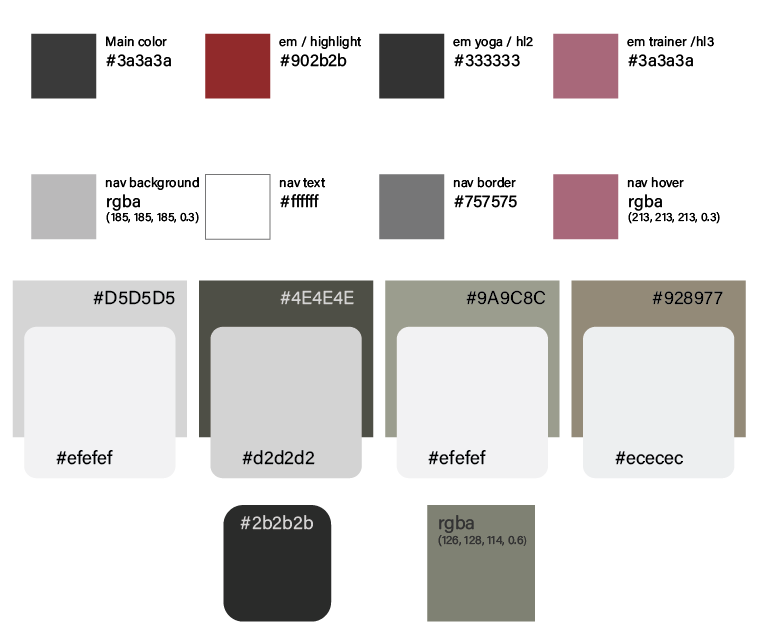 Main color
#3a3a3a
em / highlight
#902b2b
em yoga / hl2
#333333
em trainer /hl3
#3a3a3a
nav background
rgba
(185, 185, 185, 0.3)
nav text
#ffffff
nav border
#757575
nav hover
rgba
(213, 213, 213, 0.3)
#D5D5D5
#efefef
#4E4E4E
#d2d2d2
#9A9C8C
#efefef
#928977
#ececec
#2b2b2b
rgba
(126, 128, 114, 0.6)